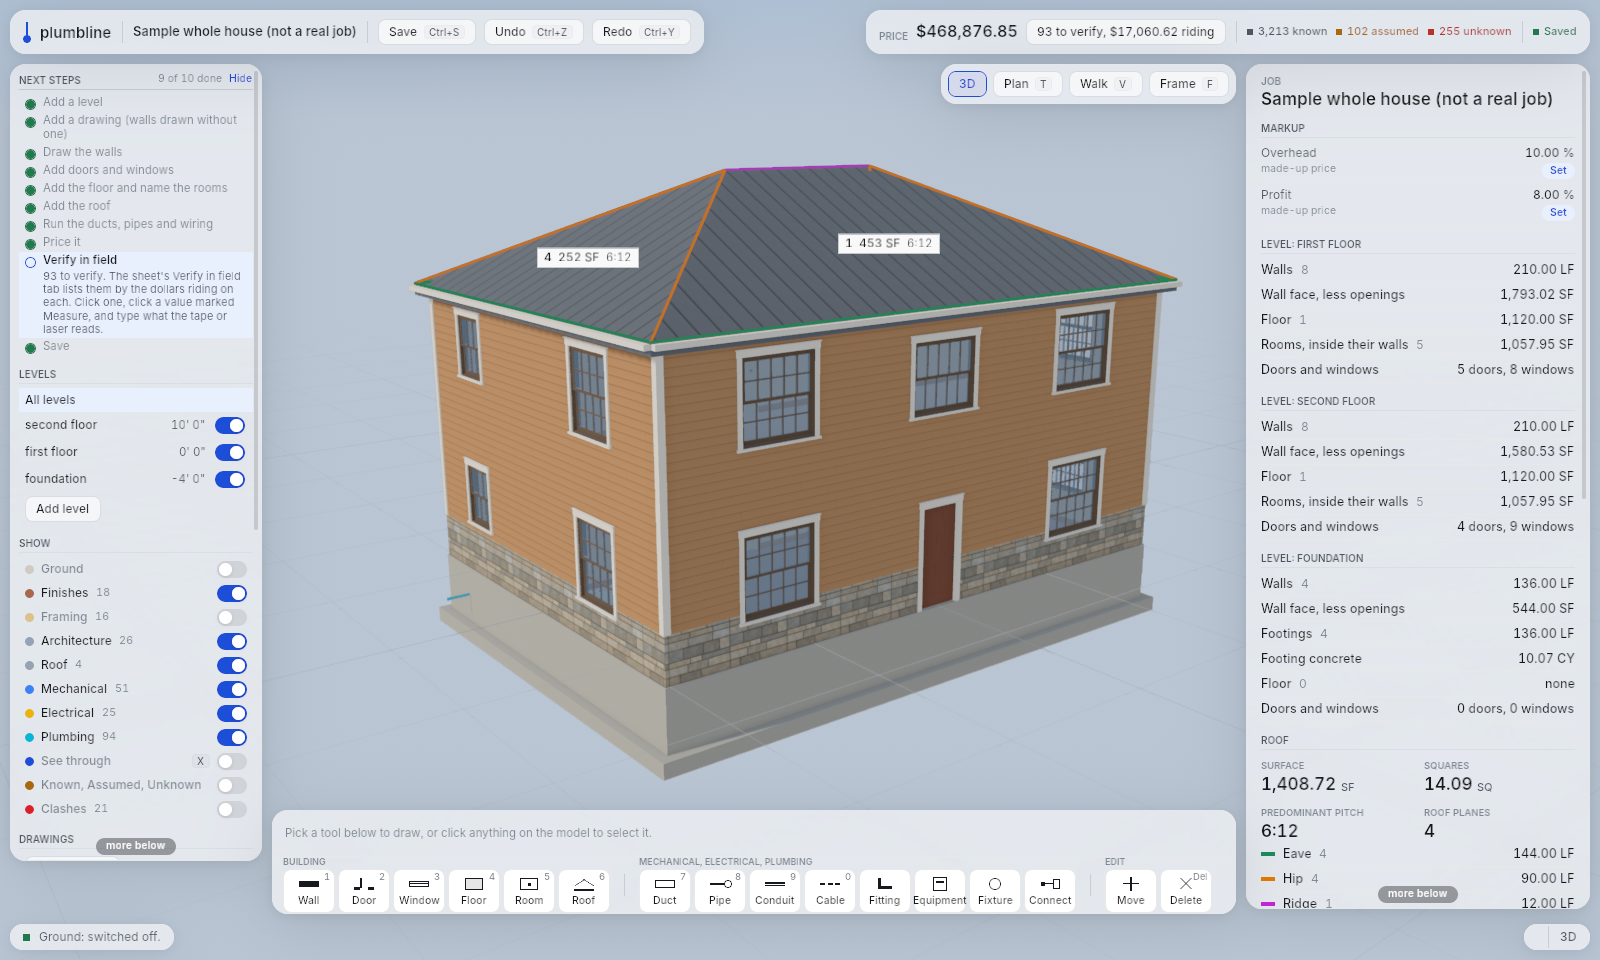 plumbline
Sample whole house (not a real job)
Save Ctrl+S
Undo Ctrl+Z
Redo Ctrl+Y
PRICE $468,876.85
93 to verify, $17,060.62 riding
3,213 known
102 assumed
255 unknown
Saved
NEXT STEPS 9 of 10 done Hide
Add a level
Add a drawing (walls drawn without
one)
Draw the walls
Add doors and windows
Add the floor and name the rooms
Add the roof
Run the ducts, pipes and wiring
Price it
Verify in field
93 to verify. The sheet's Verify in field
tab lists them by the dollars riding on
each. Click one, click a value marked
Measure, and type what the tape or
laser reads.
Save
LEVELS
All levels
second floor 10' 0"
first floor 0' 0"
foundation -4' 0"
Add level
SHOW
Ground
Finishes 18
Framing 16
Architecture 26
Roof 4
Mechanical 51
Electrical 25
Plumbing 94
See through X
Known, Assumed, Unknown
Clashes 21
DRAWINGS
more below
3D
Plan T
Walk V
Frame F
4 252 SF 6:12
1 453 SF 6:12
Pick a tool below to draw, or click anything on the model to select it.
BUILDING
1 Wall
2 Door
3 Window
4 Floor
5 Room
6 Roof
MECHANICAL, ELECTRICAL, PLUMBING
7 Duct
8 Pipe
9 Conduit
0 Cable
Fitting
Equipment
Fixture
Connect
EDIT
Move
Del Delete
JOB
Sample whole house (not a real job)
MARKUP
Overhead 10.00 %
made-up price Set
Profit 8.00 %
made-up price Set
LEVEL: FIRST FLOOR
Walls 8 210.00 LF
Wall face, less openings 1,793.02 SF
Floor 1 1,120.00 SF
Rooms, inside their walls 5 1,057.95 SF
Doors and windows 5 doors, 8 windows
LEVEL: SECOND FLOOR
Walls 8 210.00 LF
Wall face, less openings 1,580.53 SF
Floor 1 1,120.00 SF
Rooms, inside their walls 5 1,057.95 SF
Doors and windows 4 doors, 9 windows
LEVEL: FOUNDATION
Walls 4 136.00 LF
Wall face, less openings 544.00 SF
Footings 4 136.00 LF
Footing concrete 10.07 CY
Floor 0 none
Doors and windows 0 doors, 0 windows
ROOF
SURFACE SQUARES
1,408.72 SF 14.09 SQ
PREDOMINANT PITCH ROOF PLANES
6:12 4
Eave 4 144.00 LF
Hip 4 90.00 LF
more below
Ridge 1 12.00 LF
Ground: switched off.
3D